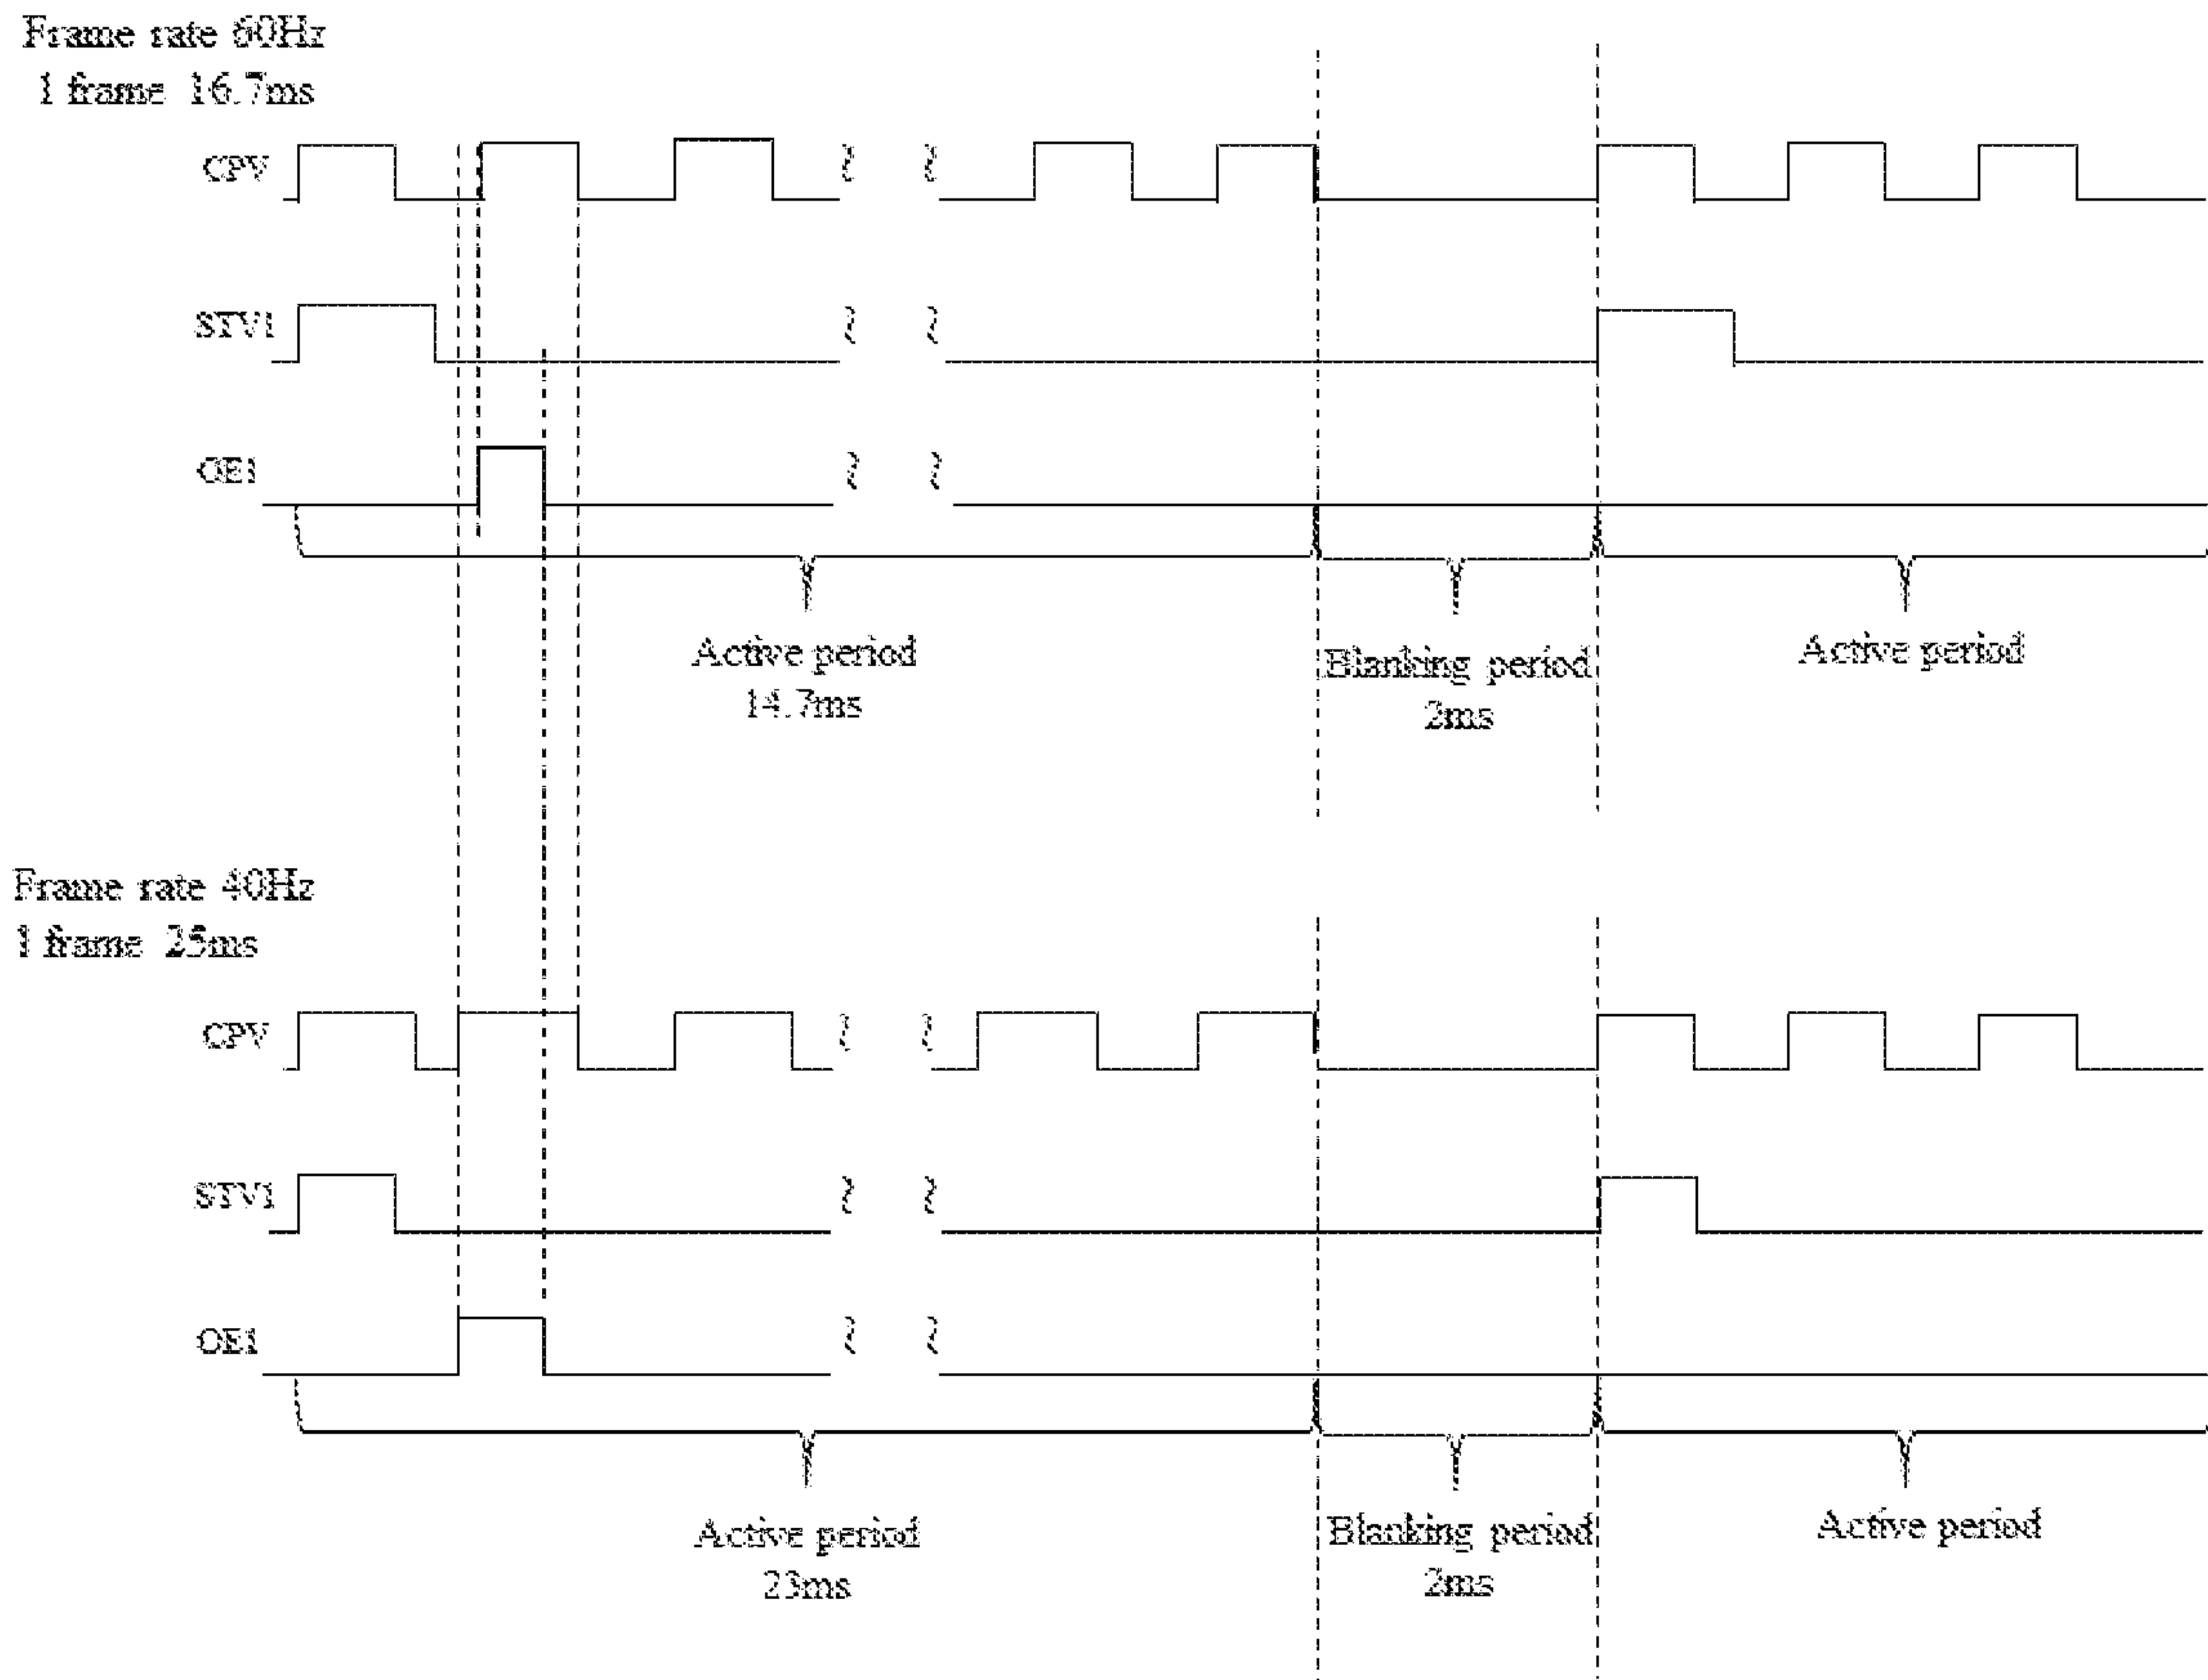 Frame rate 60Hz
1 frame 16.7ms
CPV
STV1
OE1
Active period
14.7ms
Blanking period
2ms
Active period
Frame rate 40Hz
1 frame 25ms
CPV
STV1
OE1
Active period
23ms
Blanking period
2ms
Active period